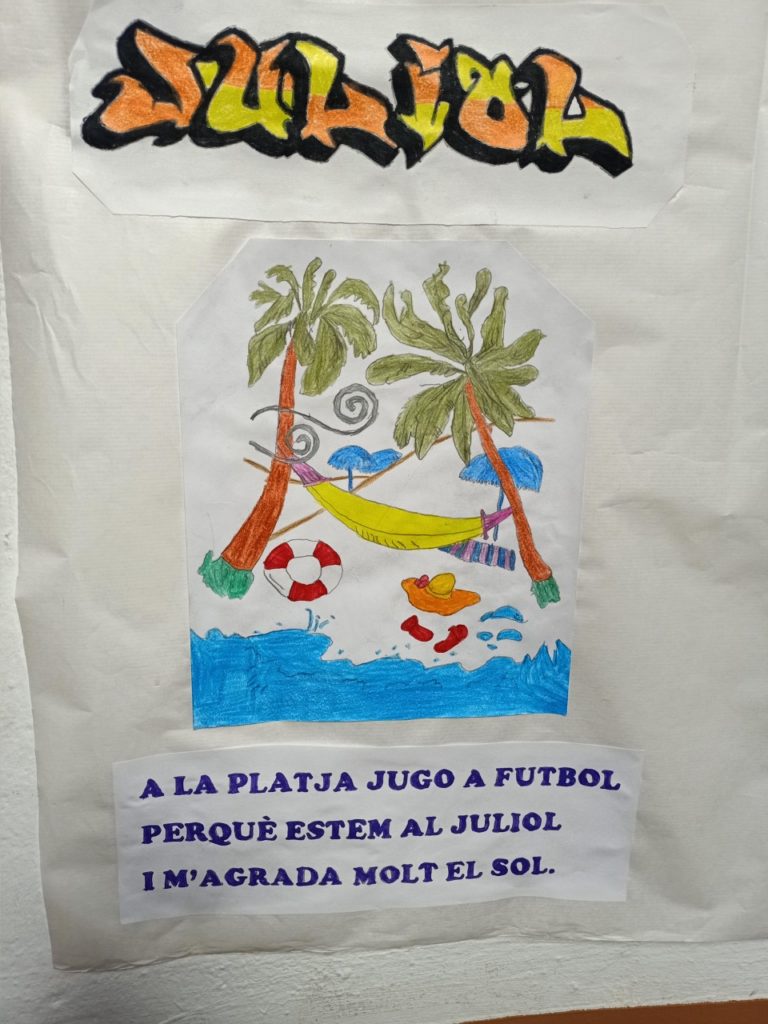 JULIOL
A LA PLATJA JUGO A FUTBOL
PERQUÈ ESTEM AL JULIOL
I M'AGRADA MOLT EL SOL.